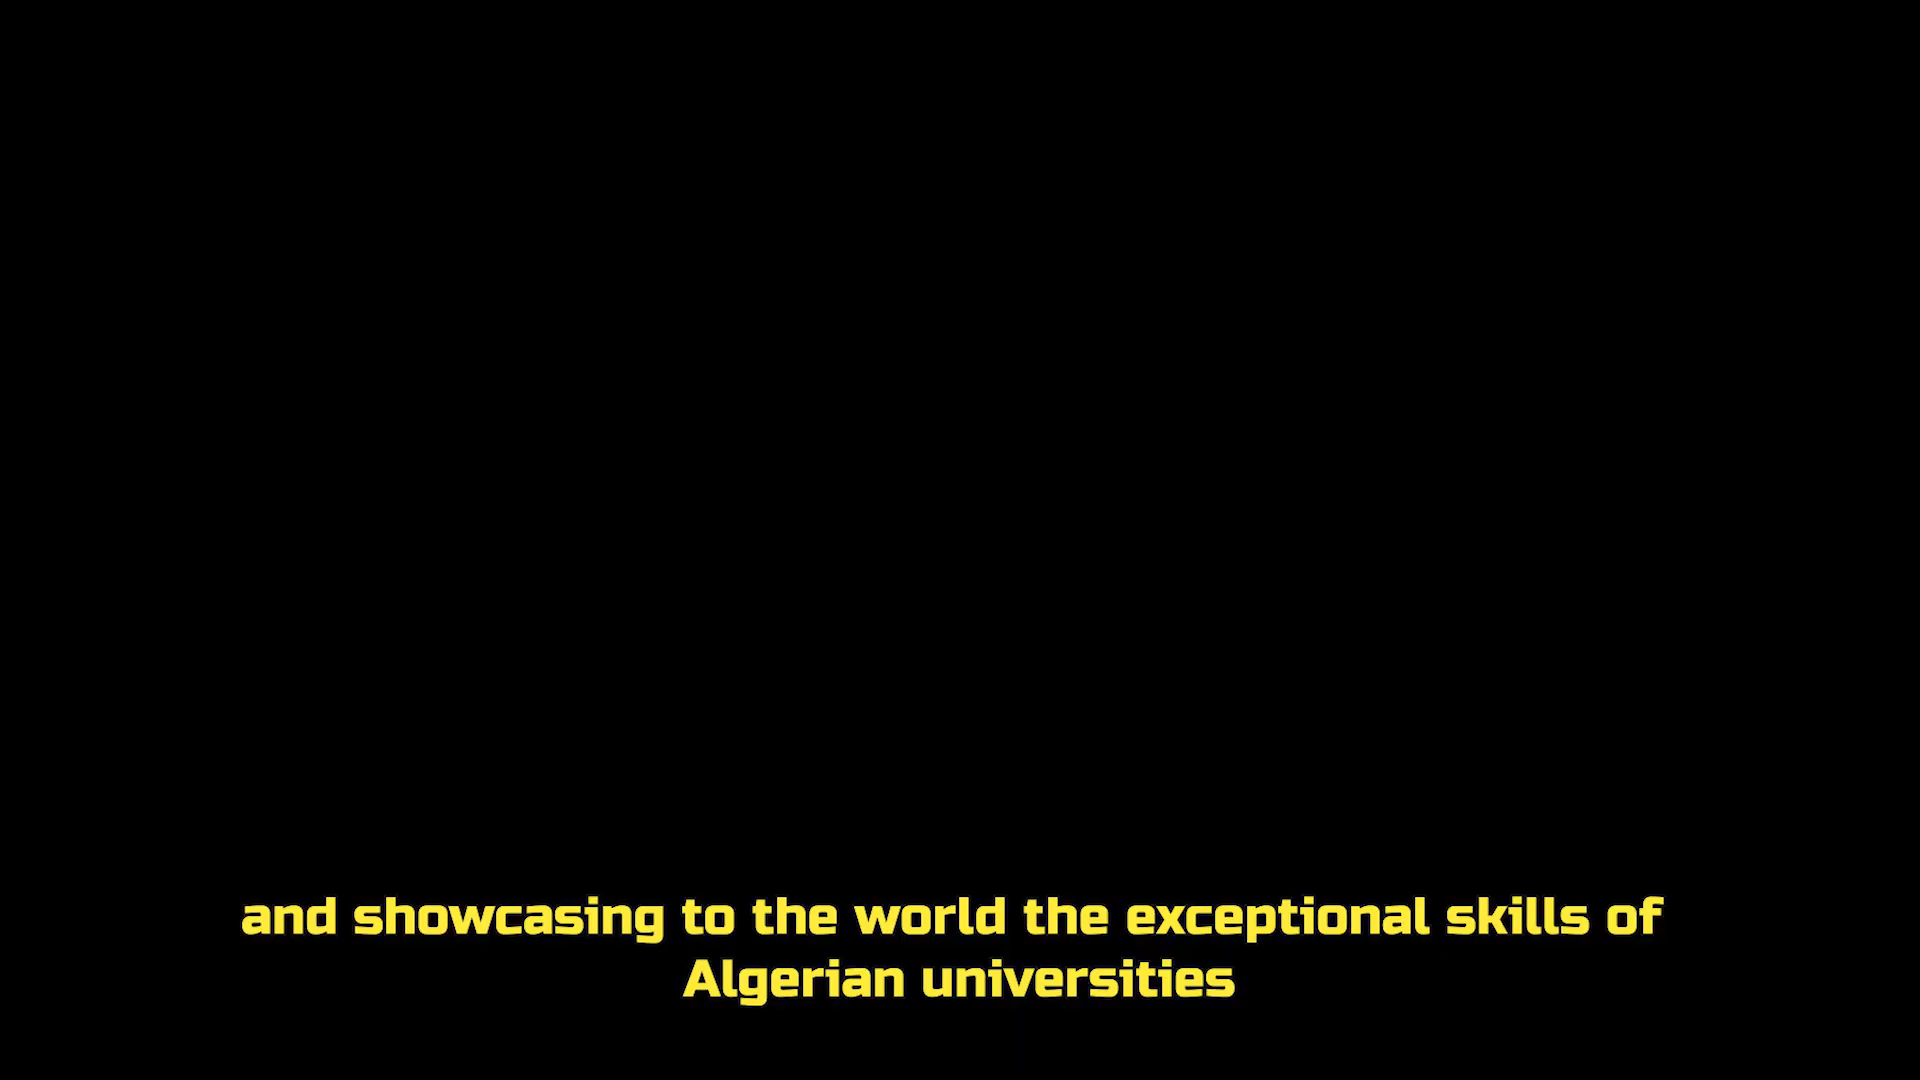 and showcasing to the world the exceptional skills of
Algerian universities